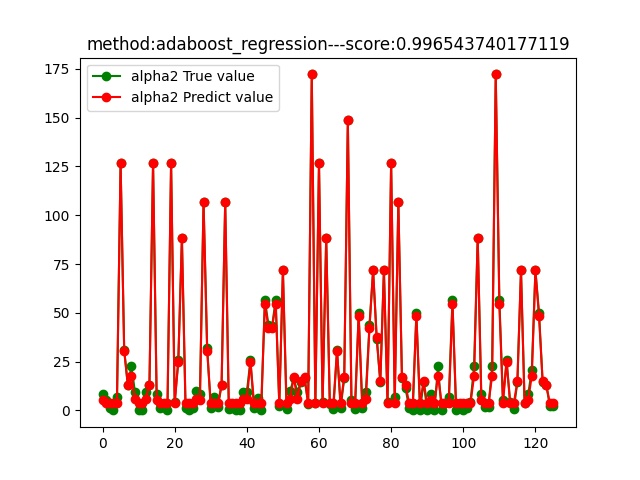 method:adaboost_regression---score:0.996543740177119
alpha2 True value
alpha2 Predict value
175
150
125
100
75
50
25
0
0 20 40 60 80 100 120